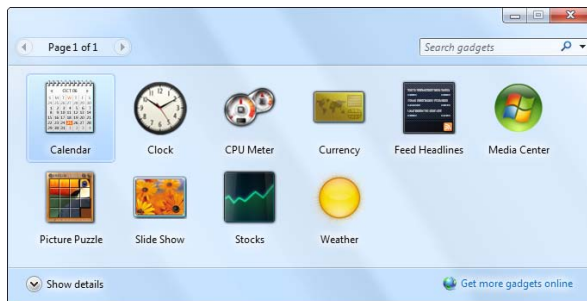 Page 1 of 1
Search gadgets
Calendar
Clock
CPU Meter
Currency
Feed Headlines
Media Center
Picture Puzzle
Slide Show
Stocks
Weather
Show details
Get more gadgets online